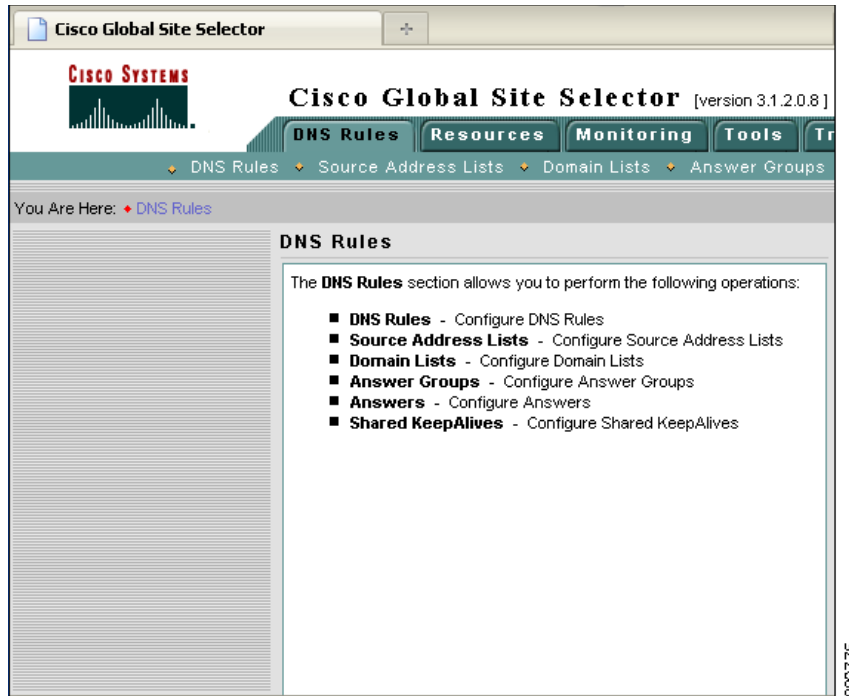 Cisco Global Site Selector
CISCO SYSTEMS
Cisco Global Site Selector [version 3.1.2.0.8 ]
DNS Rules Resources Monitoring Tools Tr
DNS Rules Source Address Lists Domain Lists Answer Groups
You Are Here: DNS Rules
DNS Rules
The DNS Rules section allows you to perform the following operations:
DNS Rules - Configure DNS Rules
Source Address Lists - Configure Source Address Lists
Domain Lists - Configure Domain Lists
Answer Groups - Configure Answer Groups
Answers - Configure Answers
Shared KeepAlives - Configure Shared KeepAlives